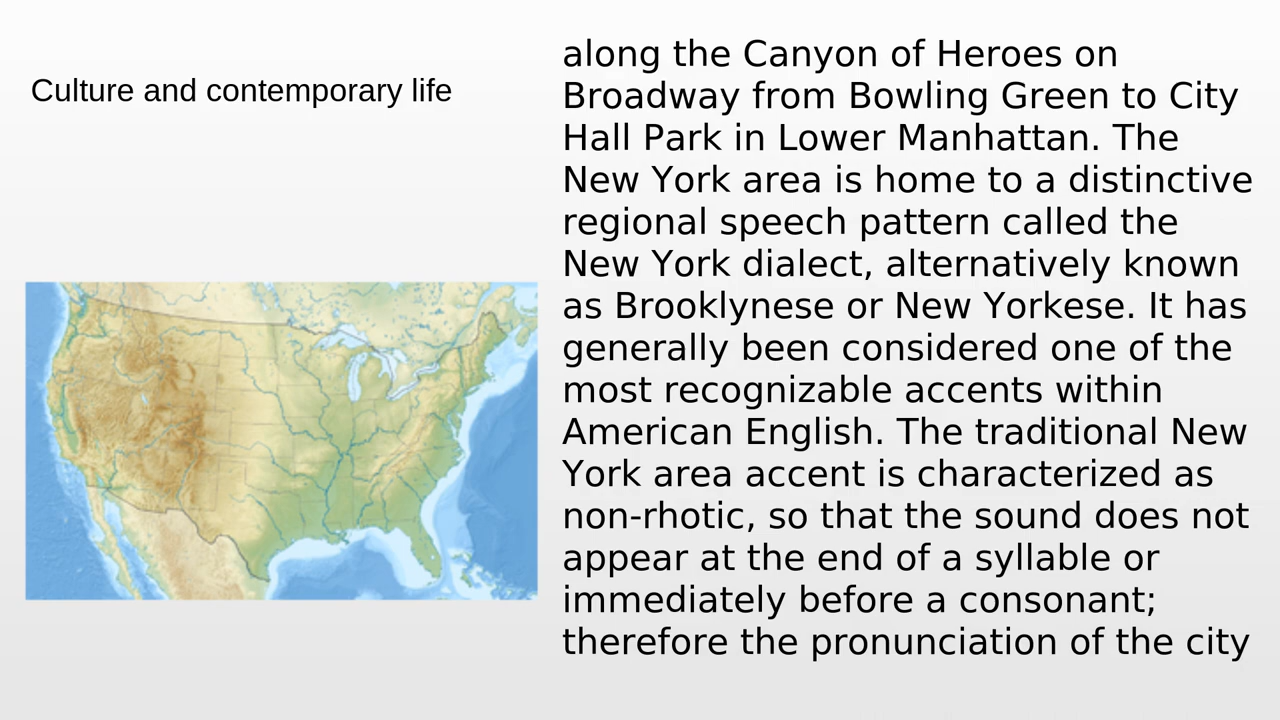 Culture and contemporary life
along the Canyon of Heroes on
Broadway from Bowling Green to City
Hall Park in Lower Manhattan. The
New York area is home to a distinctive
regional speech pattern called the
New York dialect, alternatively known
as Brooklynese or New Yorkese. It has
generally been considered one of the
most recognizable accents within
American English. The traditional New
York area accent is characterized as
non-rhotic, so that the sound does not
appear at the end of a syllable or
immediately before a consonant;
therefore the pronunciation of the city